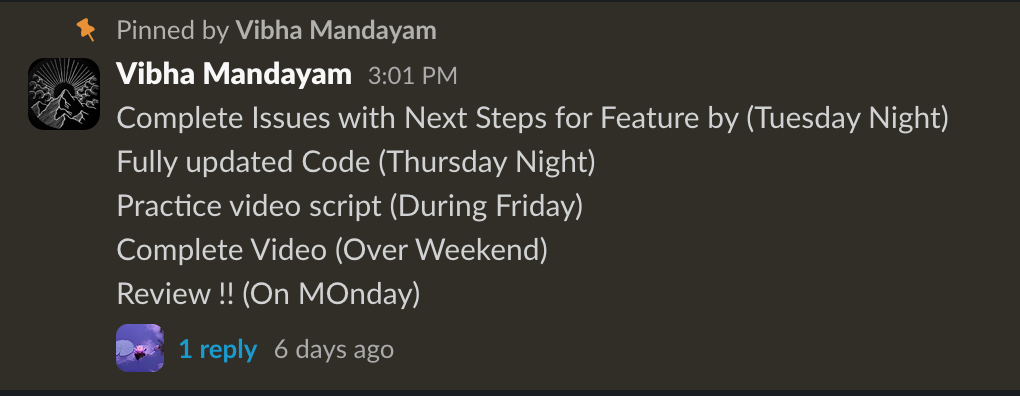 Pinned by Vibha Mandayam
Vibha Mandayam 3:01 PM
Complete Issues with Next Steps for Feature by (Tuesday Night)
Fully updated Code (Thursday Night)
Practice video script (During Friday)
Complete Video (Over Weekend)
Review !! (On MOnday)
1 reply 6 days ago